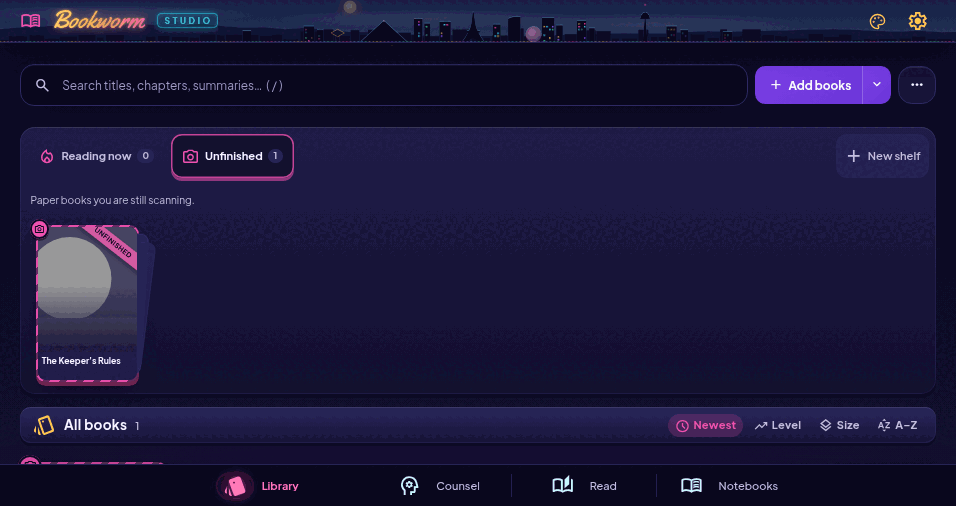 Bookworm STUDIO
Search titles, chapters, summaries... ( / )
+ Add books
Reading now 0
Unfinished 1
+ New shelf
Paper books you are still scanning.
UNFINISHED
The Keeper's Rules
All books 1
Newest
Level
Size
A–Z
Library
Counsel
Read
Notebooks